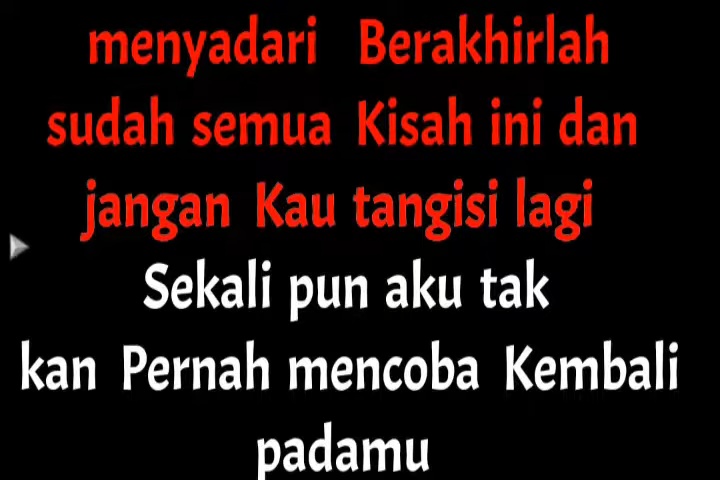 menyadari Berakhirlah
sudah semua Kisah ini dan
jangan Kau tangisi lagi
Sekali pun aku tak
kan Pernah mencoba Kembali
padamu